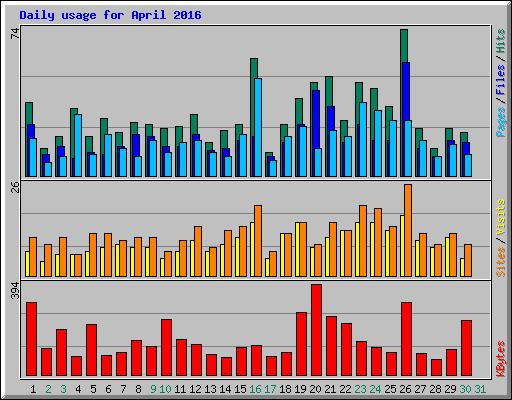 Daily usage for April 2016
74
Pages / Files / Hits
26
Sites / Visits
394
KBytes
1 2 3 4 5 6 7 8 9 10 11 12 13 14 15 16 17 18 19 20 21 22 23 24 25 26 27 28 29 30 31